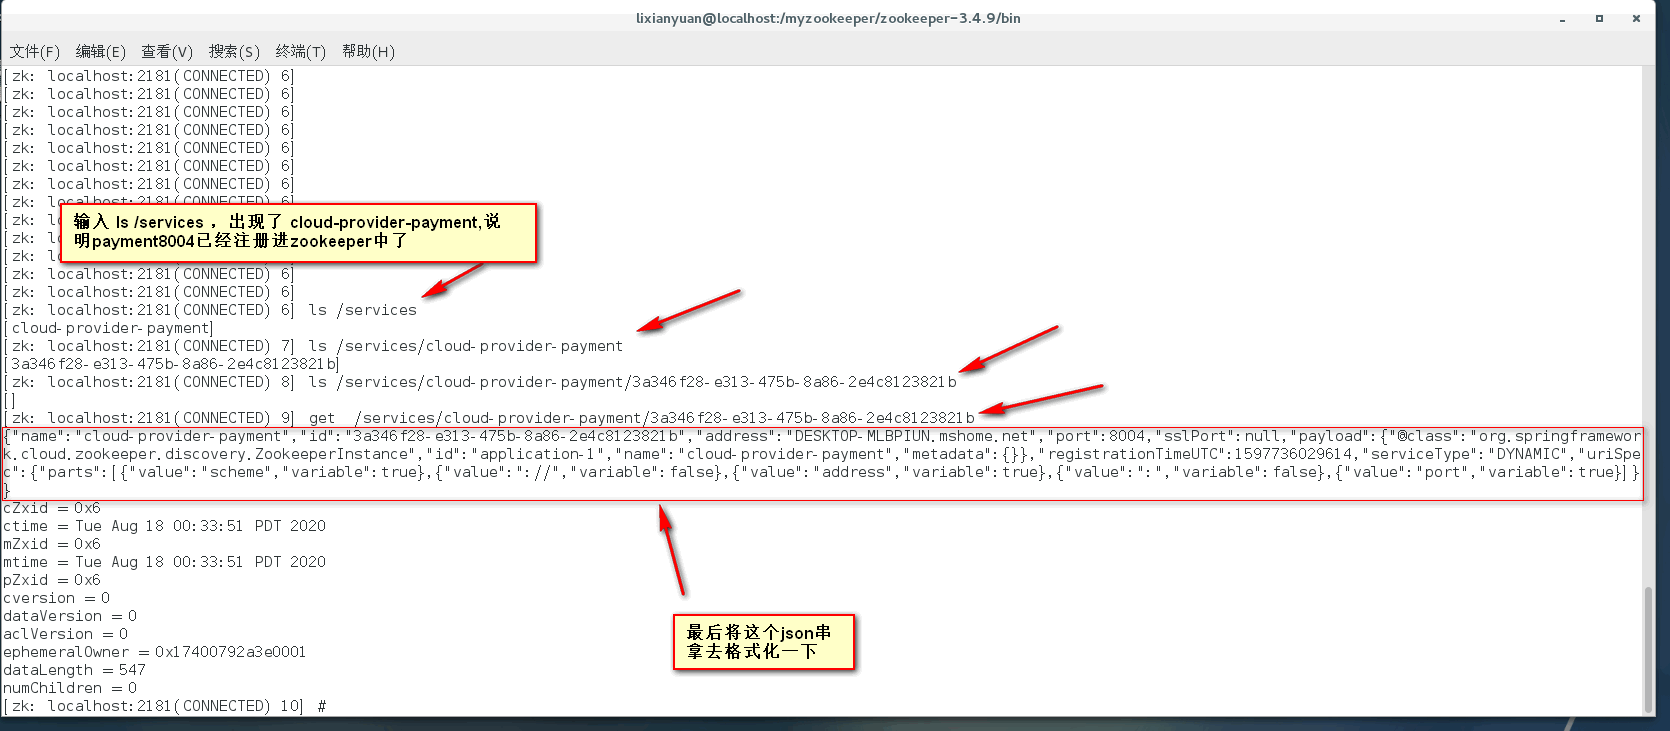 lixianyuan@localhost:/myzookeeper/zookeeper-3.4.9/bin
文件(F) 编辑(E) 查看(V) 搜索(S) 终端(T) 帮助(H)
[zk: localhost:2181(CONNECTED) 6]
[zk: localhost:2181(CONNECTED) 6]
[zk: localhost:2181(CONNECTED) 6]
[zk: localhost:2181(CONNECTED) 6]
[zk: localhost:2181(CONNECTED) 6]
[zk: localhost:2181(CONNECTED) 6]
[zk: localhost:2181(CONNECTED) 6]
[zk: localhost:2181(CONNECTED) 6]
[zk:
输入 ls /services ，出现了 cloud-provider-payment,说
[zk:
明payment8004已经注册进zookeeper中了
[zk:
[zk: localhost:2181(CONNECTED) 6]
[zk: localhost:2181(CONNECTED) 6]
[zk: localhost:2181(CONNECTED) 6] ls /services
[cloud-provider-payment]
[zk: localhost:2181(CONNECTED) 7] ls /services/cloud-provider-payment
[3a346f28-e313-475b-8a86-2e4c8123821b]
[zk: localhost:2181(CONNECTED) 8] ls /services/cloud-provider-payment/3a346f28-e313-475b-8a86-2e4c8123821b
[]
[zk: localhost:2181(CONNECTED) 9] get  /services/cloud-provider-payment/3a346f28-e313-475b-8a86-2e4c8123821b
{"name":"cloud-provider-payment","id":"3a346f28-e313-475b-8a86-2e4c8123821b","address":"DESKTOP-MLBPIUN.mshome.net","port":8004,"sslPort":null,"payload":{"@class":"org.springframewor
k.cloud.zookeeper.discovery.ZookeeperInstance","id":"application-1","name":"cloud-provider-payment","metadata":{}},"registrationTimeUTC":1597736029614,"serviceType":"DYNAMIC","uriSpe
c":{"parts":[{"value":"scheme","variable":true},{"value":"://","variable":false},{"value":"address","variable":true},{"value":":","variable":false},{"value":"port","variable":true}]}
}
cZxid = 0x6
ctime = Tue Aug 18 00:33:51 PDT 2020
mZxid = 0x6
mtime = Tue Aug 18 00:33:51 PDT 2020
pZxid = 0x6
cversion = 0
dataVersion = 0
aclVersion = 0
最后将这个json串
拿去格式化一下
ephemeralOwner = 0x17400792a3e0001
dataLength = 547
numChildren = 0
[zk: localhost:2181(CONNECTED) 10] #